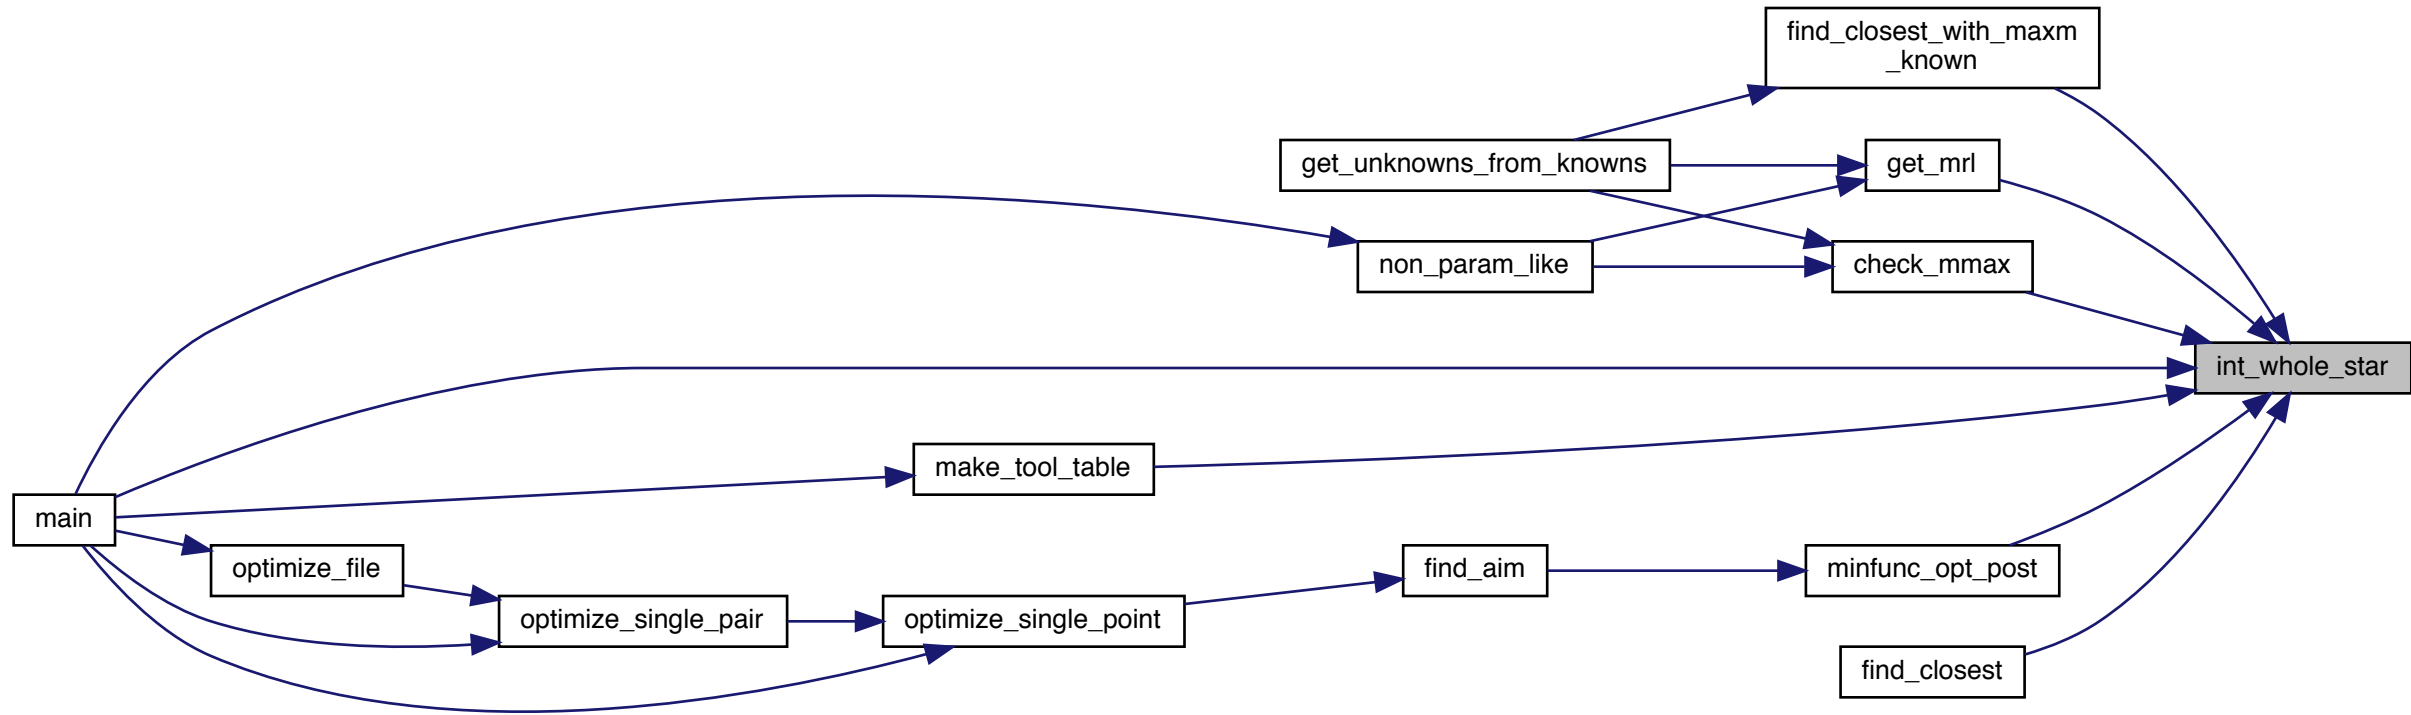 find_closest_with_maxm
_known
get_unknowns_from_knowns
get_mrl
non_param_like
check_mmax
int_whole_star
make_tool_table
main
optimize_file
find_aim
minfunc_opt_post
optimize_single_pair
optimize_single_point
find_closest